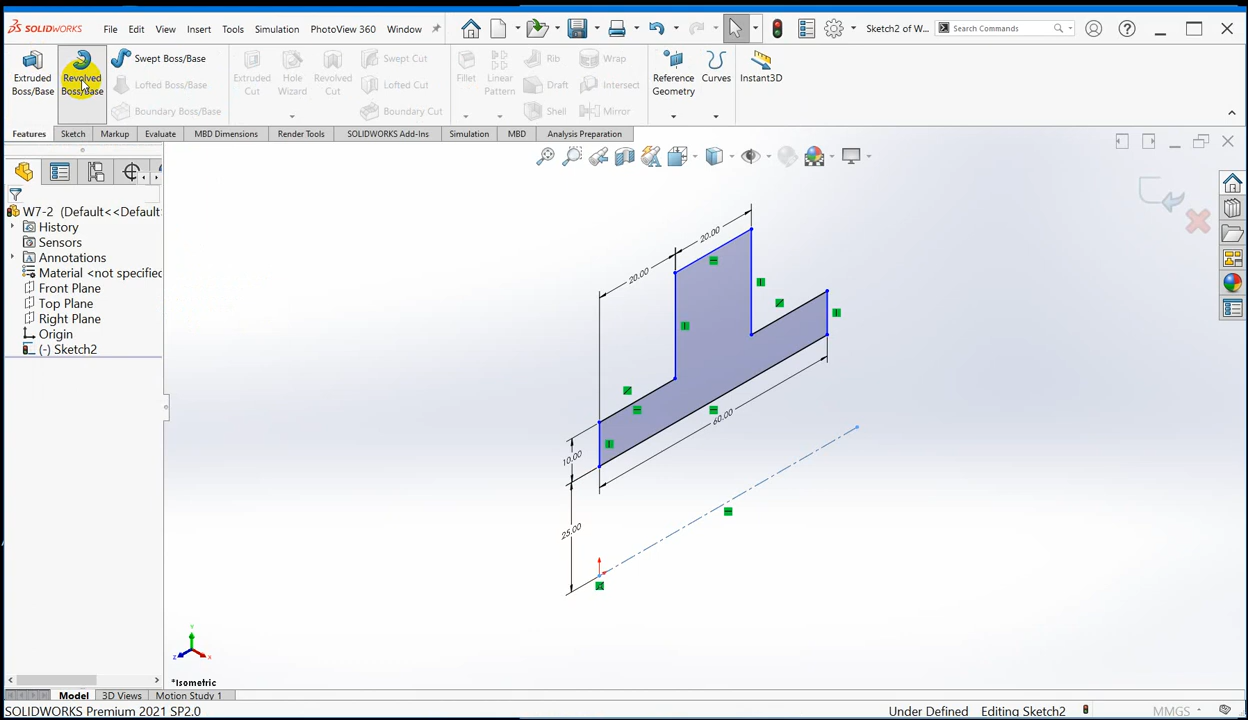 SOLIDWORKS File Edit View Insert Tools Simulation PhotoView 360 Window Sketch2 of W... Search Commands
Extruded Boss/Base
Revolved Boss/Base
Swept Boss/Base
Lofted Boss/Base
Boundary Boss/Base
Extruded Cut
Hole Wizard
Revolved Cut
Swept Cut
Lofted Cut
Boundary Cut
Fillet
Linear Pattern
Rib
Draft
Shell
Wrap
Intersect
Mirror
Reference Geometry
Curves
Instant3D
Features Sketch Markup Evaluate MBD Dimensions Render Tools SOLIDWORKS Add-Ins Simulation MBD Analysis Preparation
W7-2 (Default<<Default
History
Sensors
Annotations
Material <not specified
Front Plane
Top Plane
Right Plane
Origin
(-) Sketch2
20.00
20.00
10.00
60.00
25.00
Y
Z
X
*Isometric
Model 3D Views Motion Study 1
SOLIDWORKS Premium 2021 SP2.0 Under Defined Editing Sketch2 MMGS